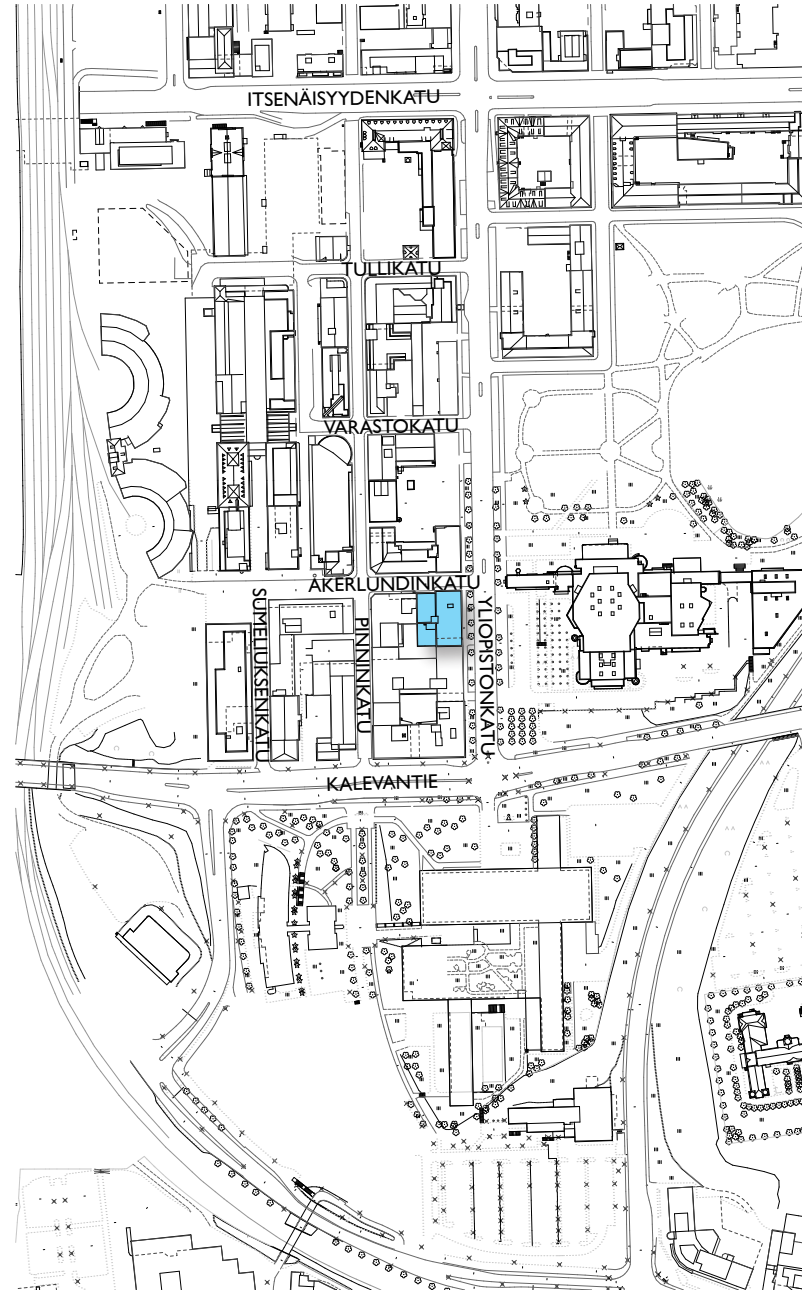 ITSENÄISYYDENKATU
TULLIKATU
VARASTOKATU
ÅKERLUNDINKATU
SUMELIUKSENKATU
PINNINKATU
YLIOPISTONKATU
KALEVANTIE